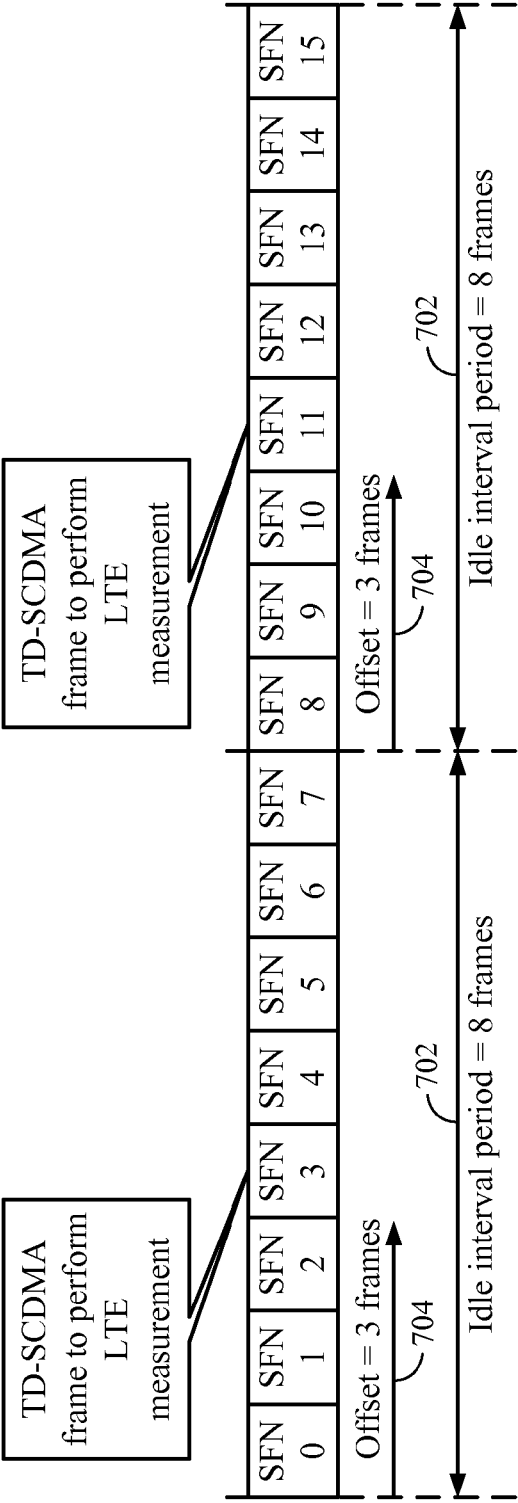 TD-SCDMA
frame to perform
LTE
measurement
TD-SCDMA
frame to perform
LTE
measurement
SFN
0
SFN
1
SFN
2
SFN
3
SFN
4
SFN
5
SFN
6
SFN
7
SFN
8
SFN
9
SFN
10
SFN
11
SFN
12
SFN
13
SFN
14
SFN
15
Offset = 3 frames
704
Offset = 3 frames
704
702
Idle interval period = 8 frames
702
Idle interval period = 8 frames